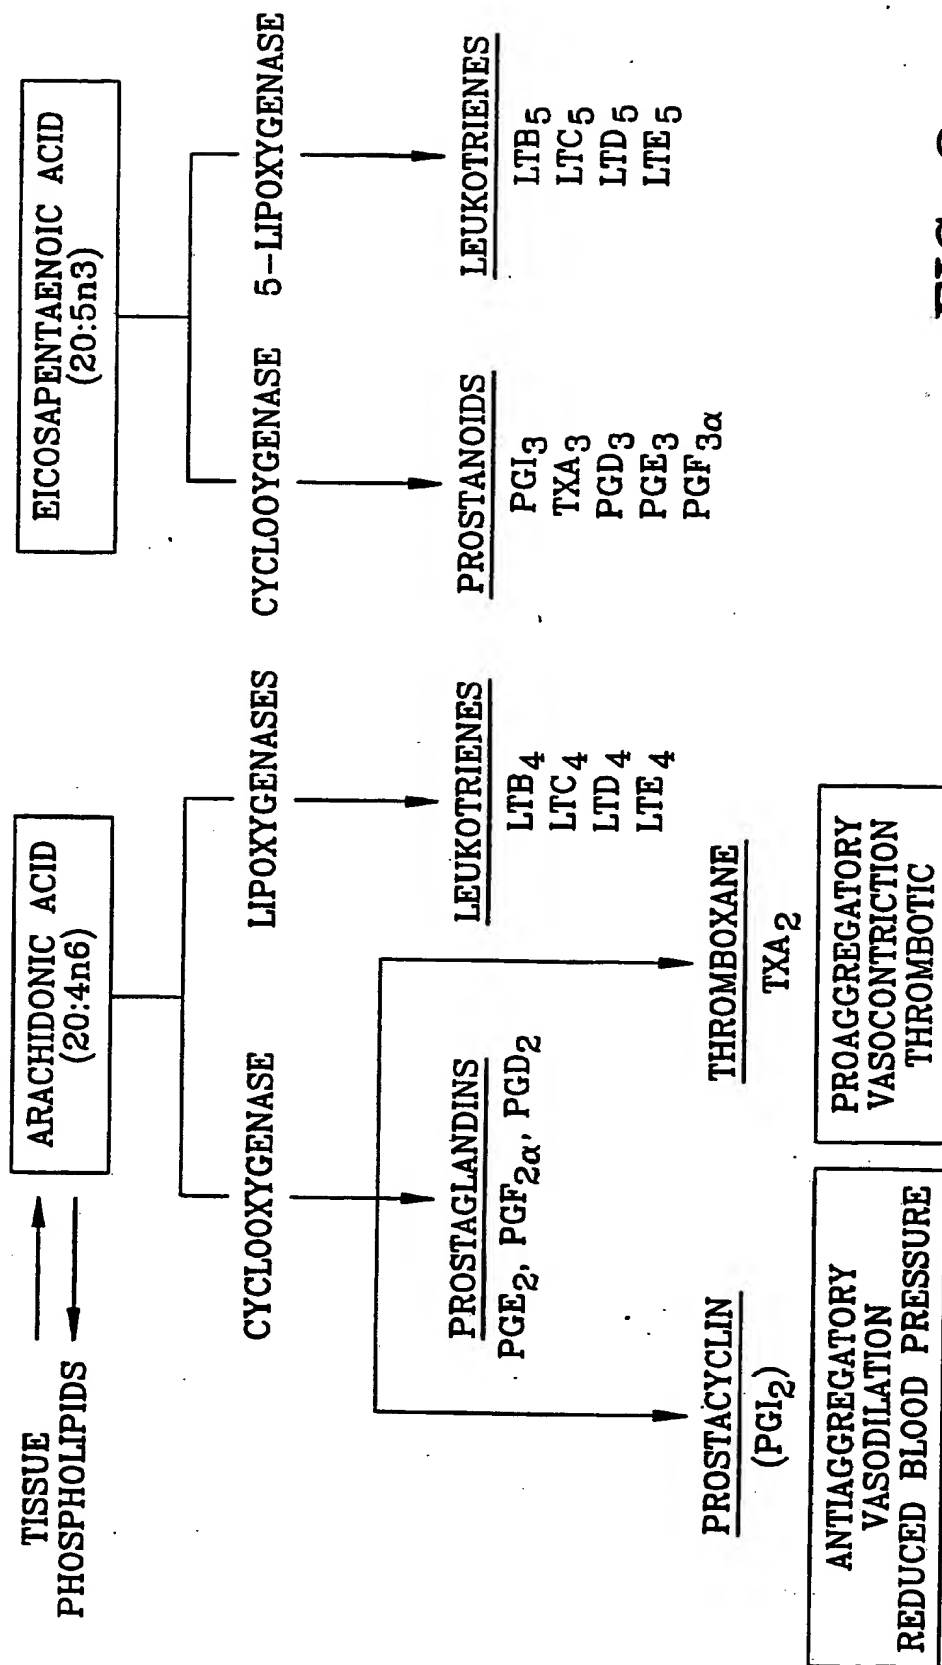 TISSUE
PHOSPHOLIPIDS
ARACHIDONIC ACID
(20:4n6)
CYCLOOXYGENASE
LIPOXYGENASES
PROSTAGLANDINS
PGE2, PGF2α, PGD2
LEUKOTRIENES
LTB4
LTC4
LTD4
LTE4
PROSTACYCLIN
(PGI2)
THROMBOXANE
TXA2
ANTIAGGREGATORY
VASODILATION
REDUCED BLOOD PRESSURE
PROAGGREGATORY
VASOCONTRICTION
THROMBOTIC
EICOSAPENTAENOIC ACID
(20:5n3)
CYCLOOYGENASE
5-LIPOXYGENASE
PROSTANOIDS
PGI3
TXA3
PGD3
PGE3
PGF3α
LEUKOTRIENES
LTB5
LTC5
LTD5
LTE5